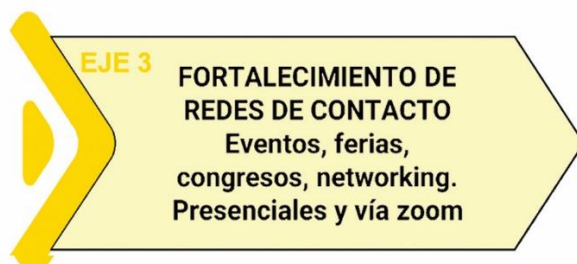 EJE 3
FORTALECIMIENTO DE
REDES DE CONTACTO
Eventos, ferias,
congresos, networking.
Presenciales y vía zoom